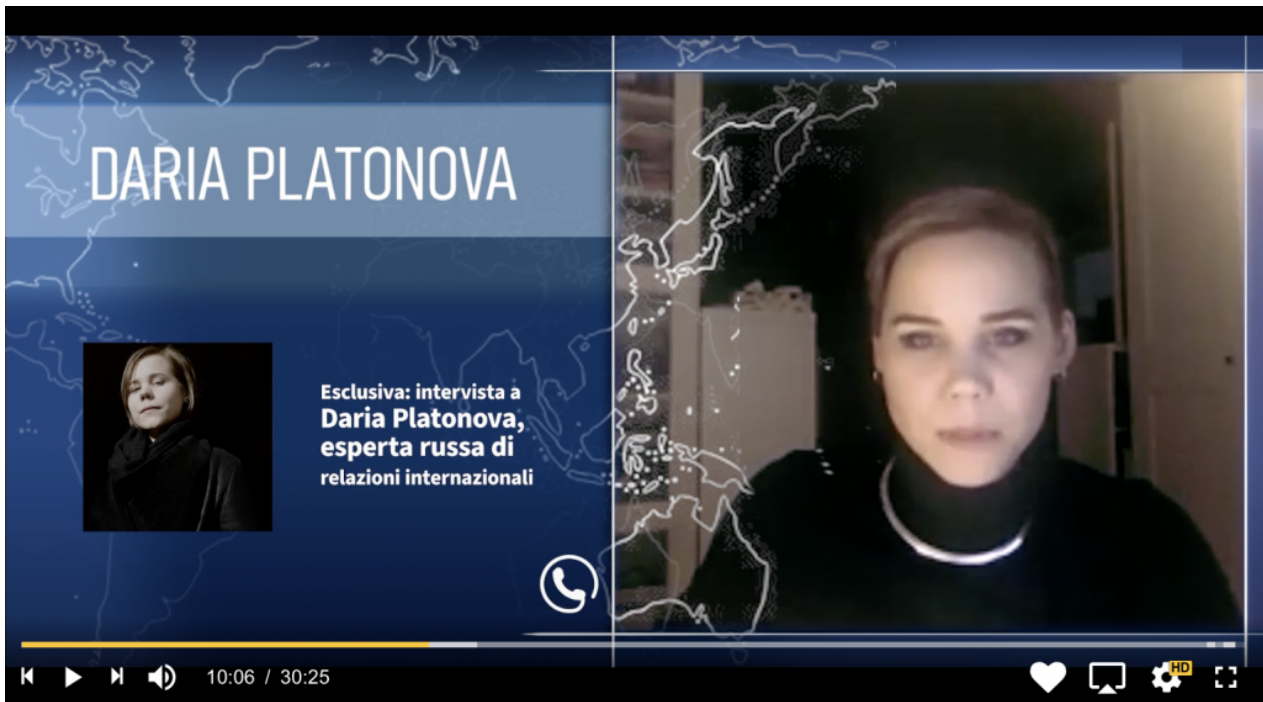 DARIA PLATONOVA
Esclusiva: intervista a
Daria Platonova,
esperta russa di
relazioni internazionali
10:06 / 30:25
HD